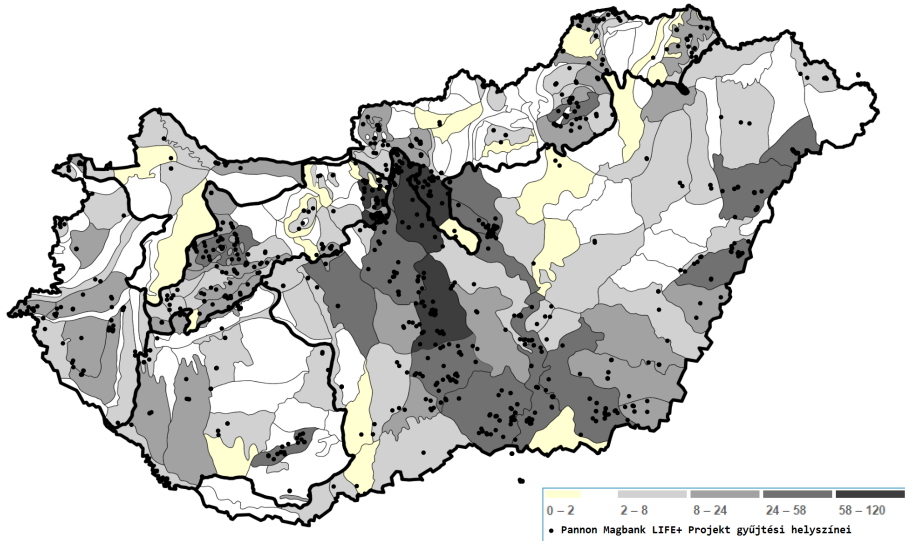 0 – 2 2 – 8 8 – 24 24 – 58 58 – 120
• Pannon Magbank LIFE+ Projekt gyűjtési helyszínei